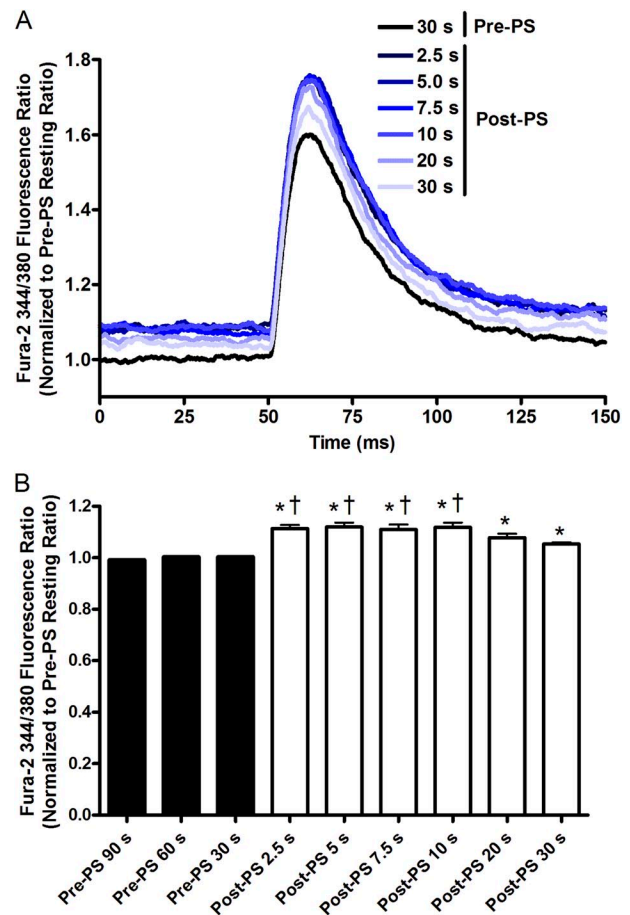 A
30 s
Pre-PS
2.5 s
5.0 s
7.5 s
10 s
20 s
30 s
Post-PS
Fura-2 344/380 Fluorescence Ratio
(Normalized to Pre-PS Resting Ratio)
1.8
1.6
1.4
1.2
1.0
0 25 50 75 100 125 150
Time (ms)
B
Fura-2 344/380 Fluorescence Ratio
(Normalized to Pre-PS Resting Ratio)
1.2
1.0
0.8
0.6
0.4
0.2
0.0
* † * † * † * † * *
Pre-PS 90 s
Pre-PS 60 s
Pre-PS 30 s
Post-PS 2.5 s
Post-PS 5 s
Post-PS 7.5 s
Post-PS 10 s
Post-PS 20 s
Post-PS 30 s